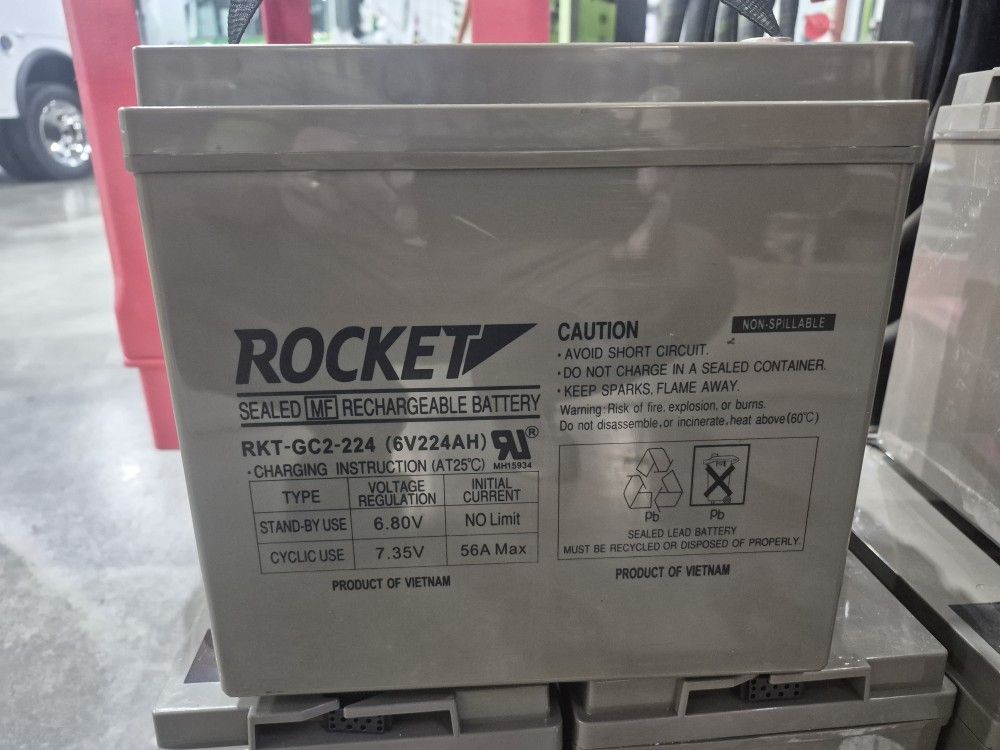 ROCKET
SEALED MF RECHARGEABLE BATTERY
RKT-GC2-224 (6V224AH)
RU®
MH15934
·CHARGING INSTRUCTION (AT25℃)
TYPE VOLTAGE REGULATION INITIAL CURRENT
STAND-BY USE 6.80V NO Limit
CYCLIC USE 7.35V 56A Max
PRODUCT OF VIETNAM
CAUTION
NON-SPILLABLE
·AVOID SHORT CIRCUIT.
·DO NOT CHARGE IN A SEALED CONTAINER.
·KEEP SPARKS, FLAME AWAY.
Warning: Risk of fire, explosion, or burns.
Do not disassemble, or incinerate, heat above (60℃)
Pb Pb
SEALED LEAD BATTERY
MUST BE RECYCLED OR DISPOSED OF PROPERLY.
PRODUCT OF VIETNAM